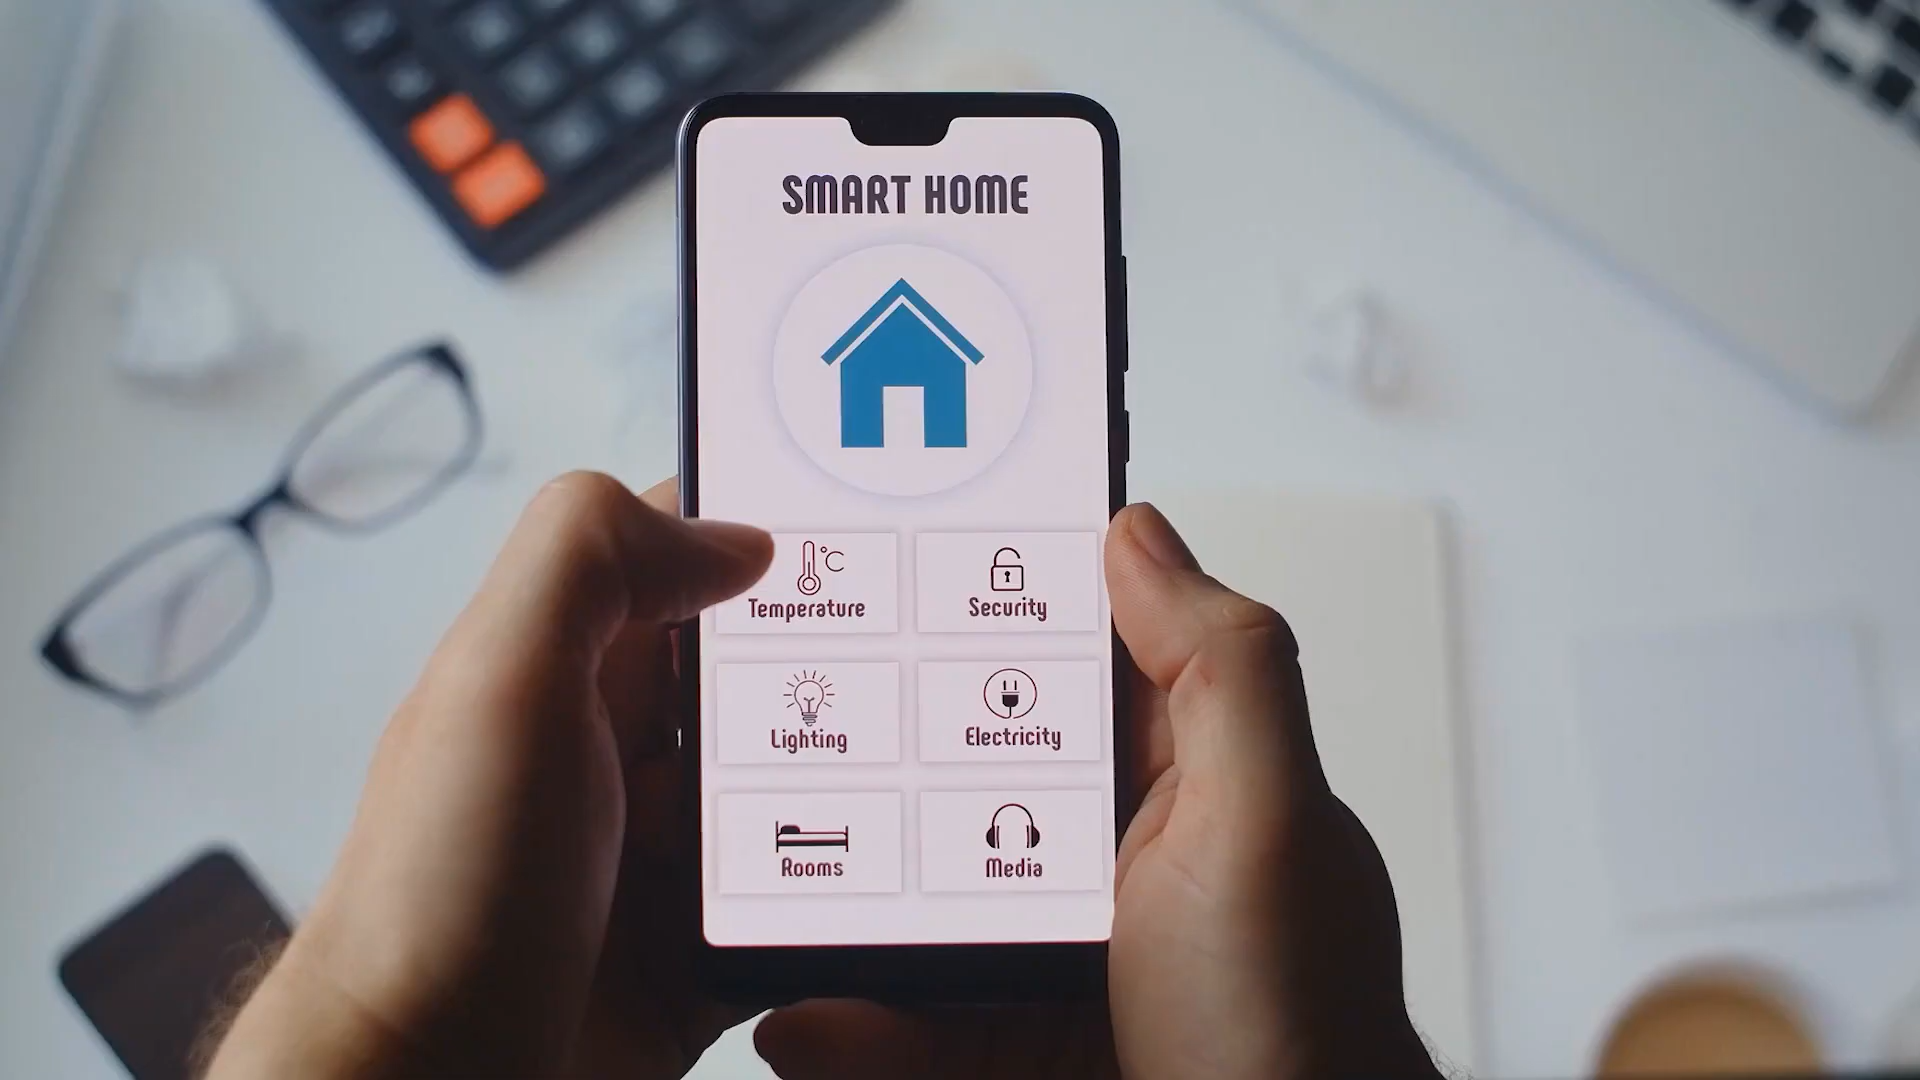 SMART HOME
°C
Temperature
Security
Lighting
Electricity
Rooms
Media